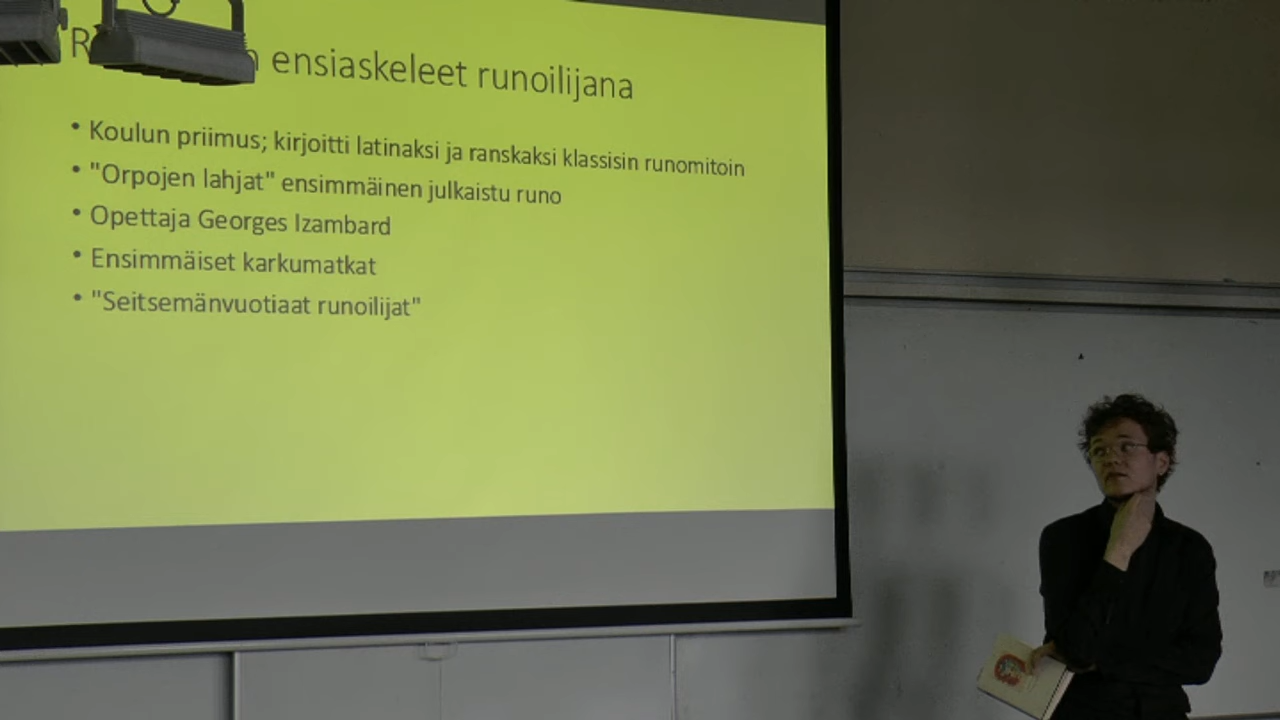 ensiaskeleet runoilijana
• Koulun priimus; kirjoitti latinaksi ja ranskaksi klassisin runomitoin
• "Orpojen lahjat" ensimmäinen julkaistu runo
• Opettaja Georges Izambard
• Ensimmäiset karkumatkat
• "Seitsemänvuotiaat runoilijat"